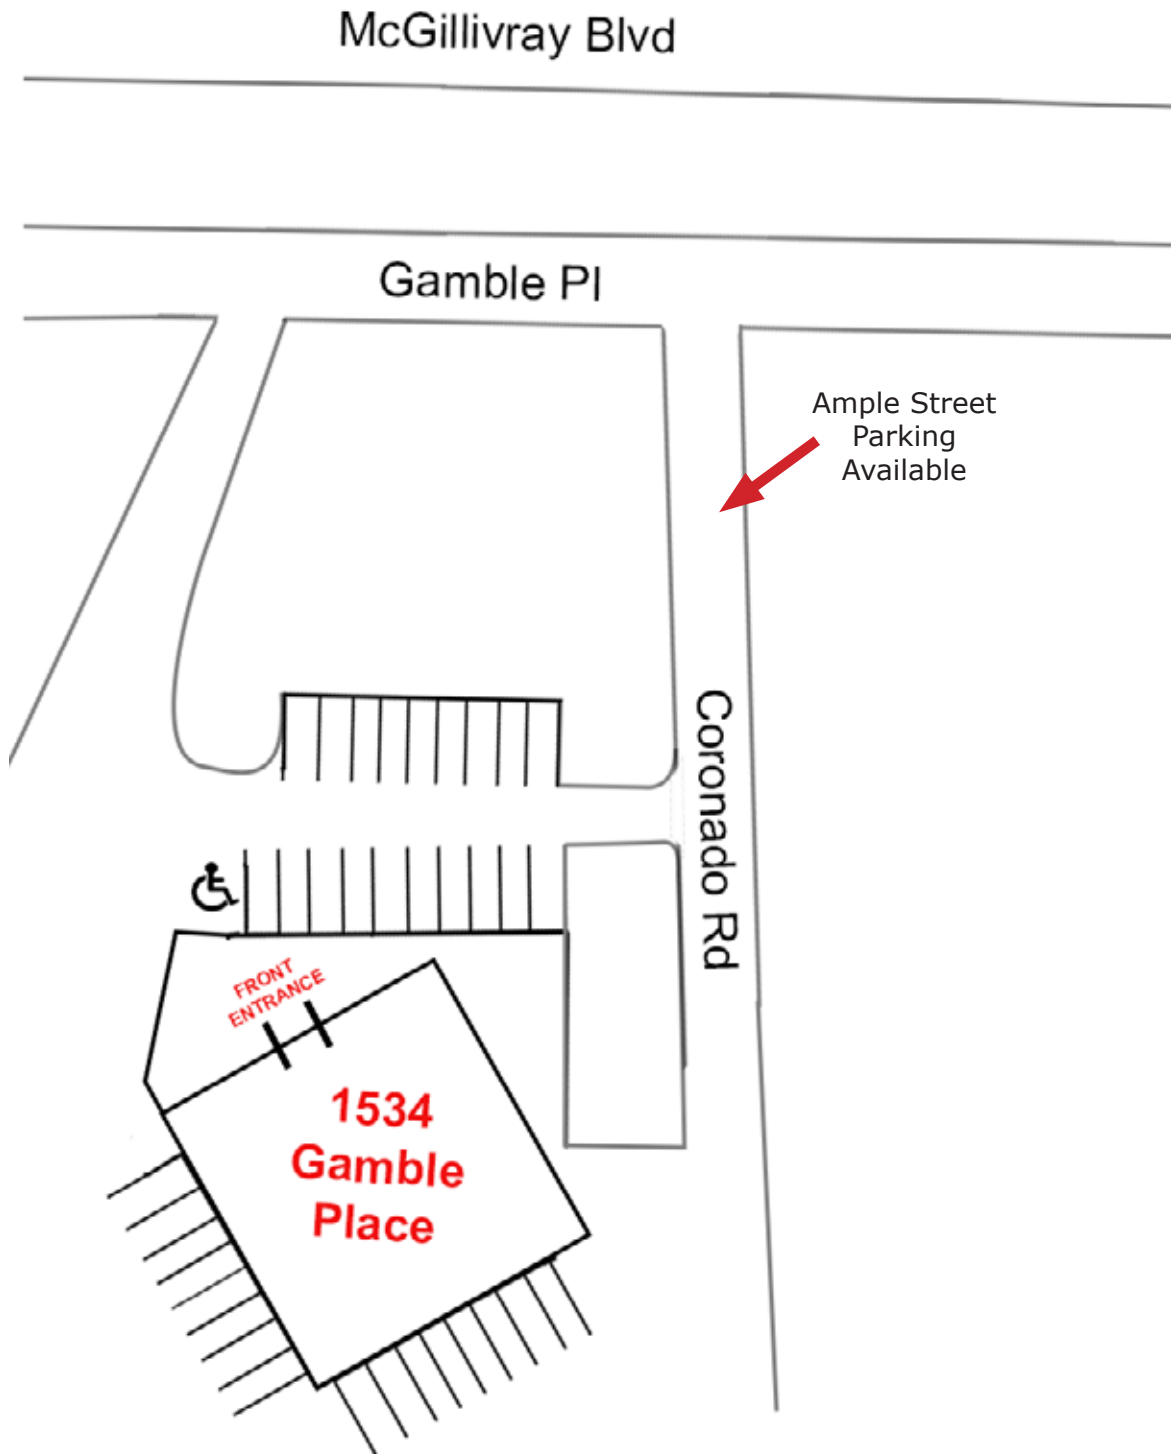 McGillivray Blvd
Gamble Pl
Ample Street
Parking
Available
Coronado Rd
FRONT
ENTRANCE
1534
Gamble
Place